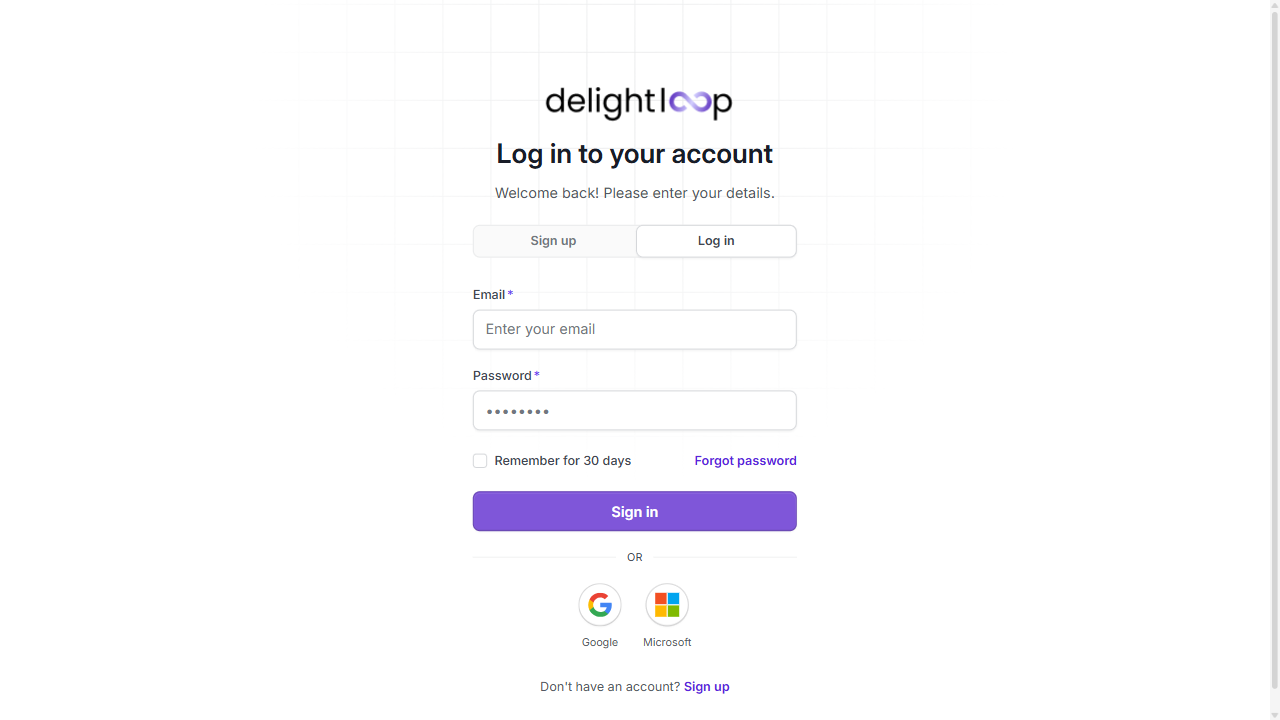 delightloop
Log in to your account
Welcome back! Please enter your details.
Sign up
Log in
Email*
Enter your email
Password*
••••••••
Remember for 30 days
Forgot password
Sign in
OR
Google
Microsoft
Don't have an account? Sign up